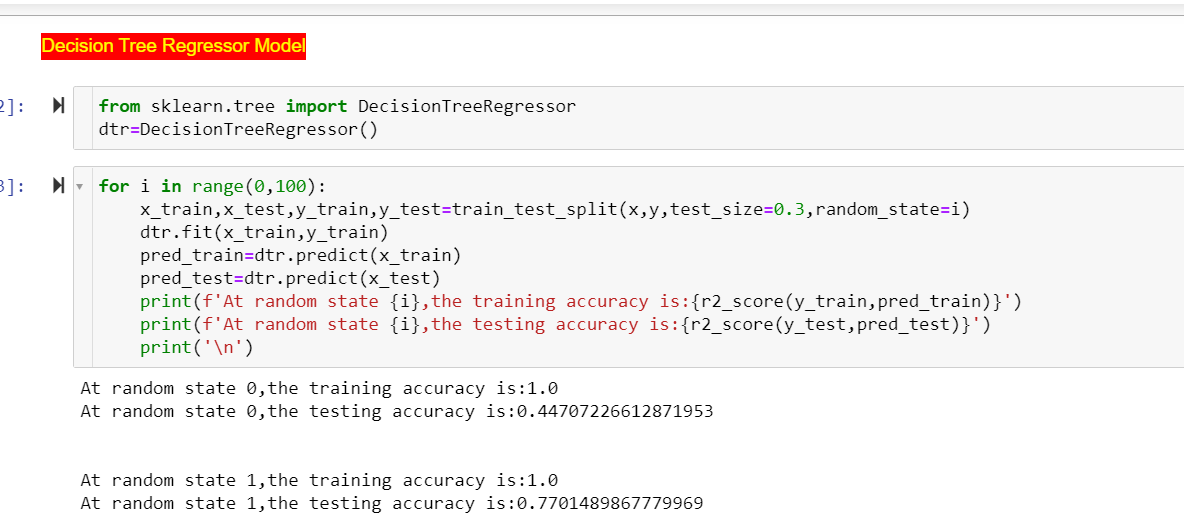 Decision Tree Regressor Model
2]:
from sklearn.tree import DecisionTreeRegressor
dtr=DecisionTreeRegressor()
3]:
for i in range(0,100):
    x_train,x_test,y_train,y_test=train_test_split(x,y,test_size=0.3,random_state=i)
    dtr.fit(x_train,y_train)
    pred_train=dtr.predict(x_train)
    pred_test=dtr.predict(x_test)
    print(f'At random state {i},the training accuracy is:{r2_score(y_train,pred_train)}')
    print(f'At random state {i},the testing accuracy is:{r2_score(y_test,pred_test)}')
    print('\n')
At random state 0,the training accuracy is:1.0
At random state 0,the testing accuracy is:0.44707226612871953
At random state 1,the training accuracy is:1.0
At random state 1,the testing accuracy is:0.7701489867779969